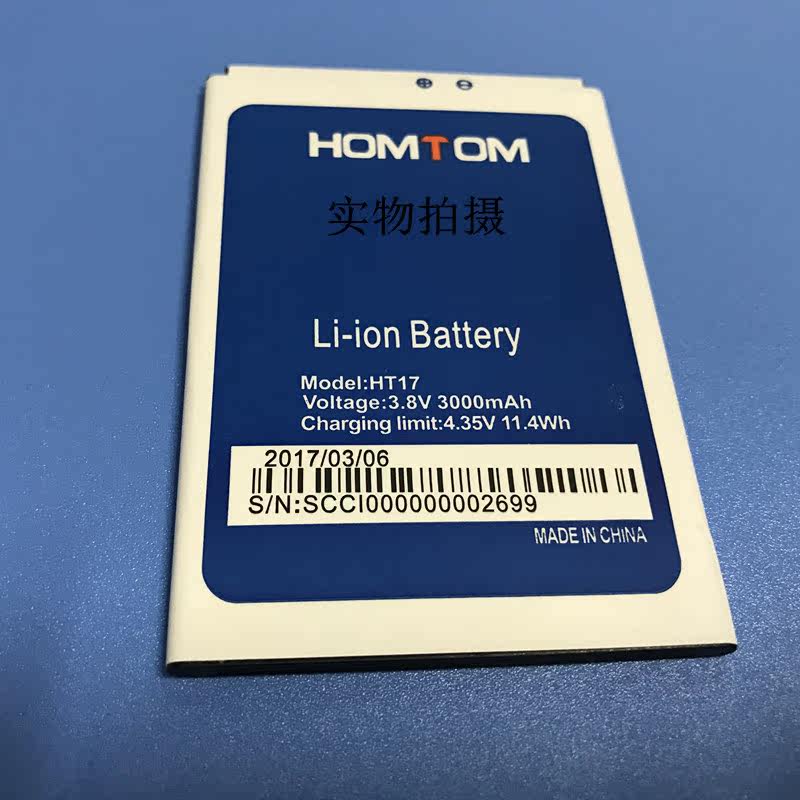 HOMTOM
实物拍摄
Li-ion Battery
Model:HT17
Voltage:3.8V 3000mAh
Charging limit:4.35V 11.4Wh
2017/03/06
S/N:SCCI000000002699
MADE IN CHINA